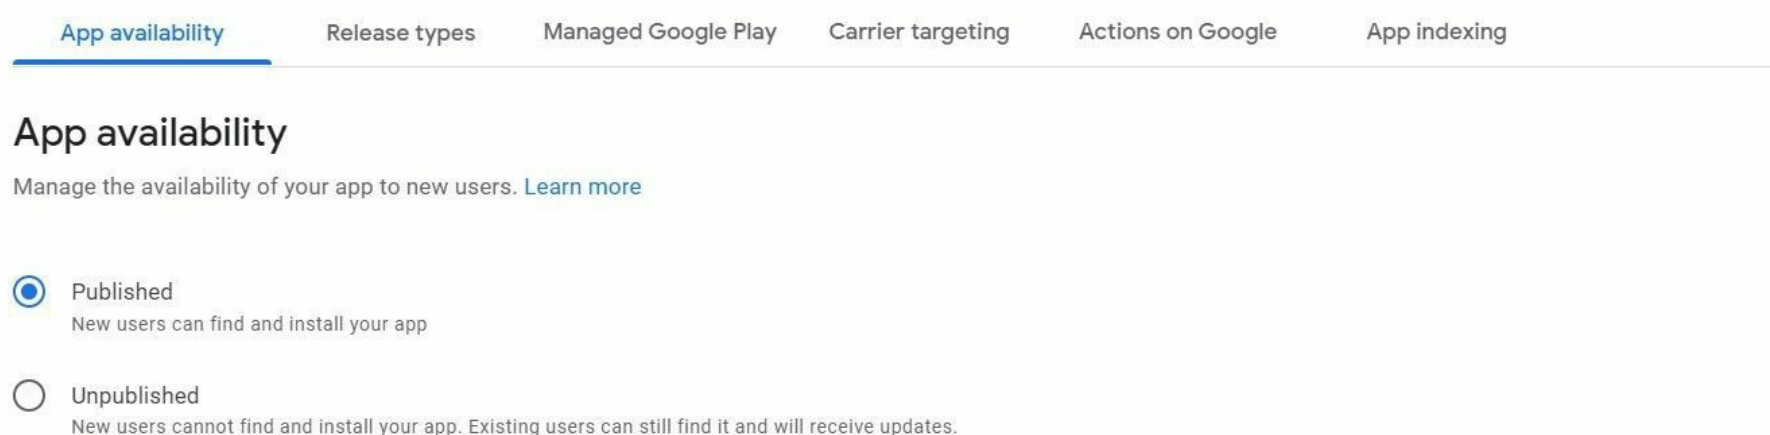 App availability Release types Managed Google Play Carrier targeting Actions on Google App indexing
App availability
Manage the availability of your app to new users. Learn more
Published
New users can find and install your app
Unpublished
New users cannot find and install your app. Existing users can still find it and will receive updates.